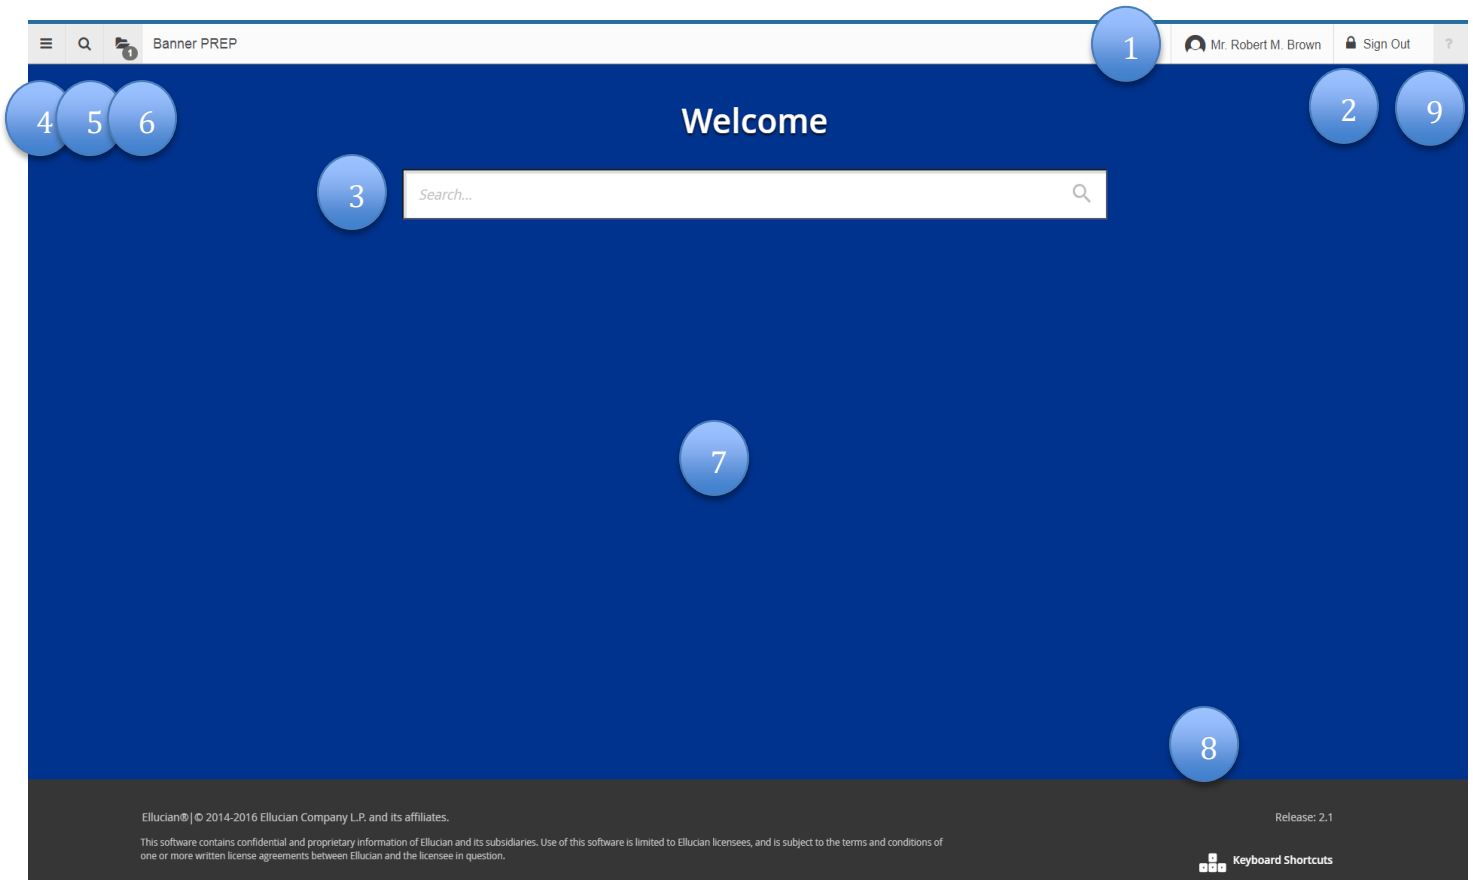 1
Banner PREP
1
Mr. Robert M. Brown
Sign Out
?
4
5
6
Welcome
2
9
3
Search...
7
8
Ellucian®|© 2014-2016 Ellucian Company L.P. and its affiliates.
Release: 2.1
This software contains confidential and proprietary information of Ellucian and its subsidiaries. Use of this software is limited to Ellucian licensees, and is subject to the terms and conditions of
one or more written license agreements between Ellucian and the licensee in question.
Keyboard Shortcuts